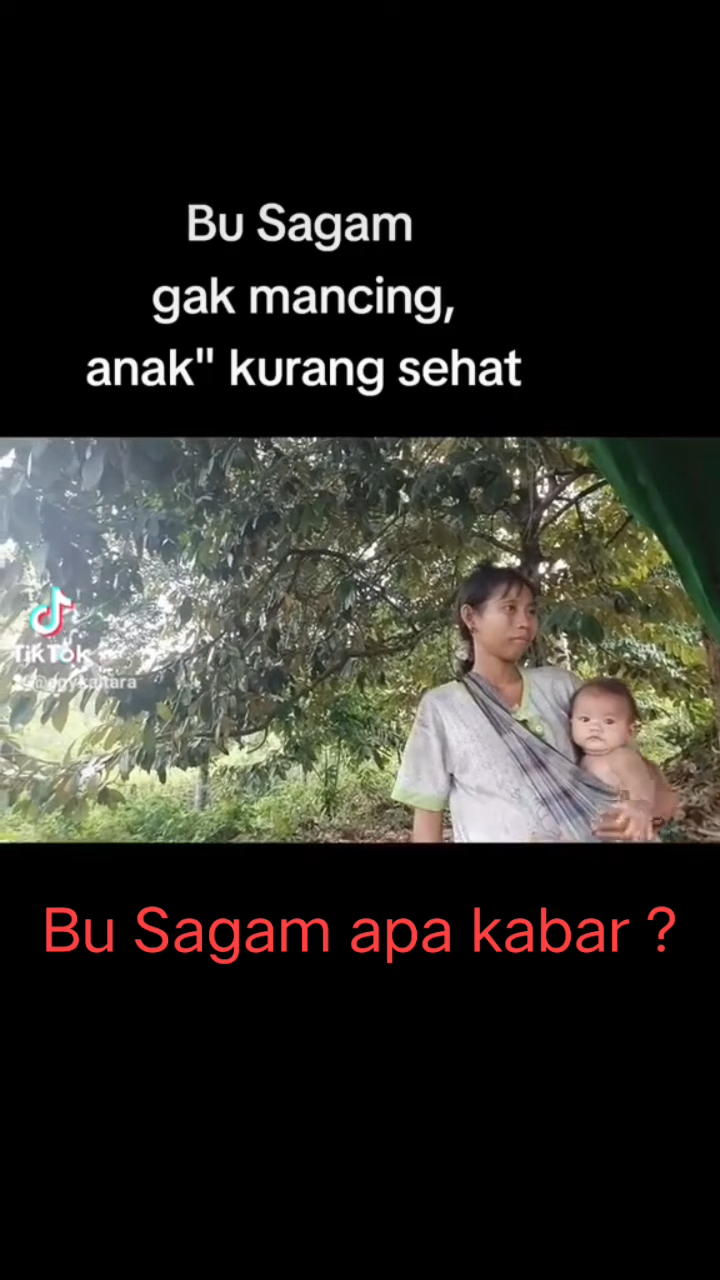 Bu Sagam
gak mancing,
anak" kurang sehat
TikTok
Bu Sagam apa kabar ?